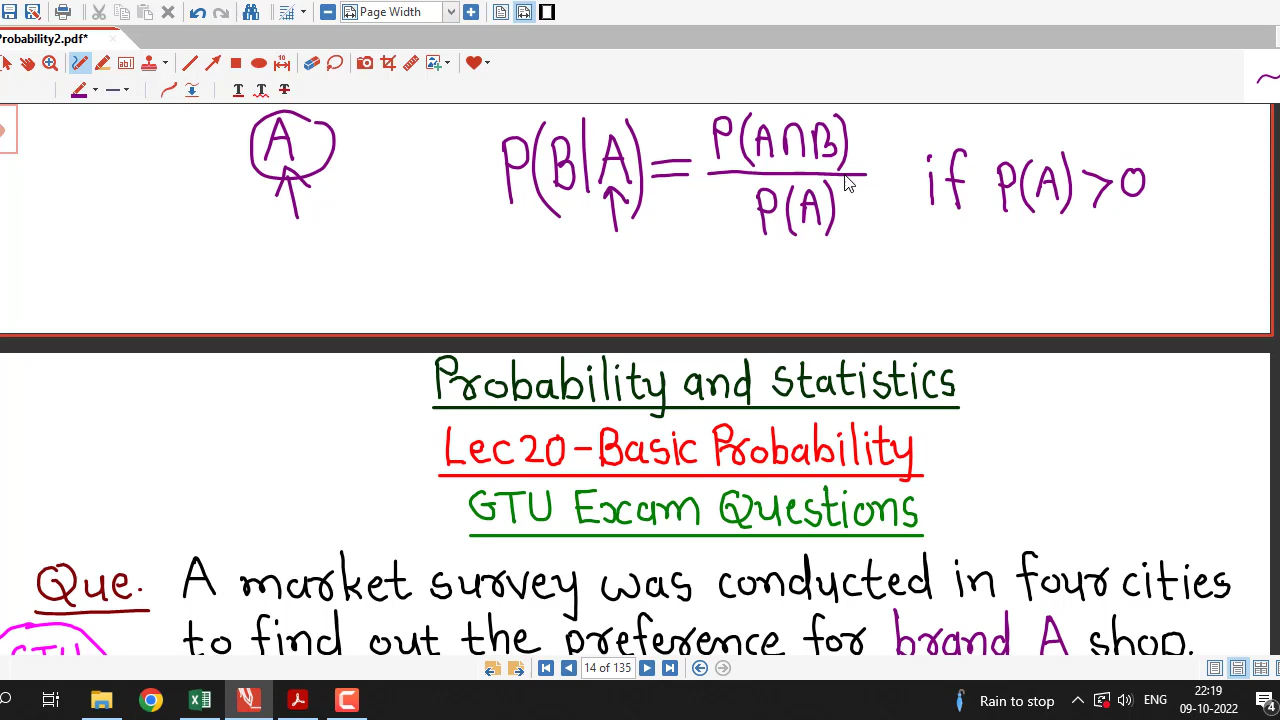 Page Width
Probability2.pdf*
A
P(B|A) = P(A∩B) / P(A) if P(A) > 0
Probability and Statistics
Lec20-Basic Probability
GTU Exam Questions
Que. A market survey was conducted in four cities
GTU to find out the preference for brand A shop.
14 of 135
Rain to stop
ENG
22:19
09-10-2022
4